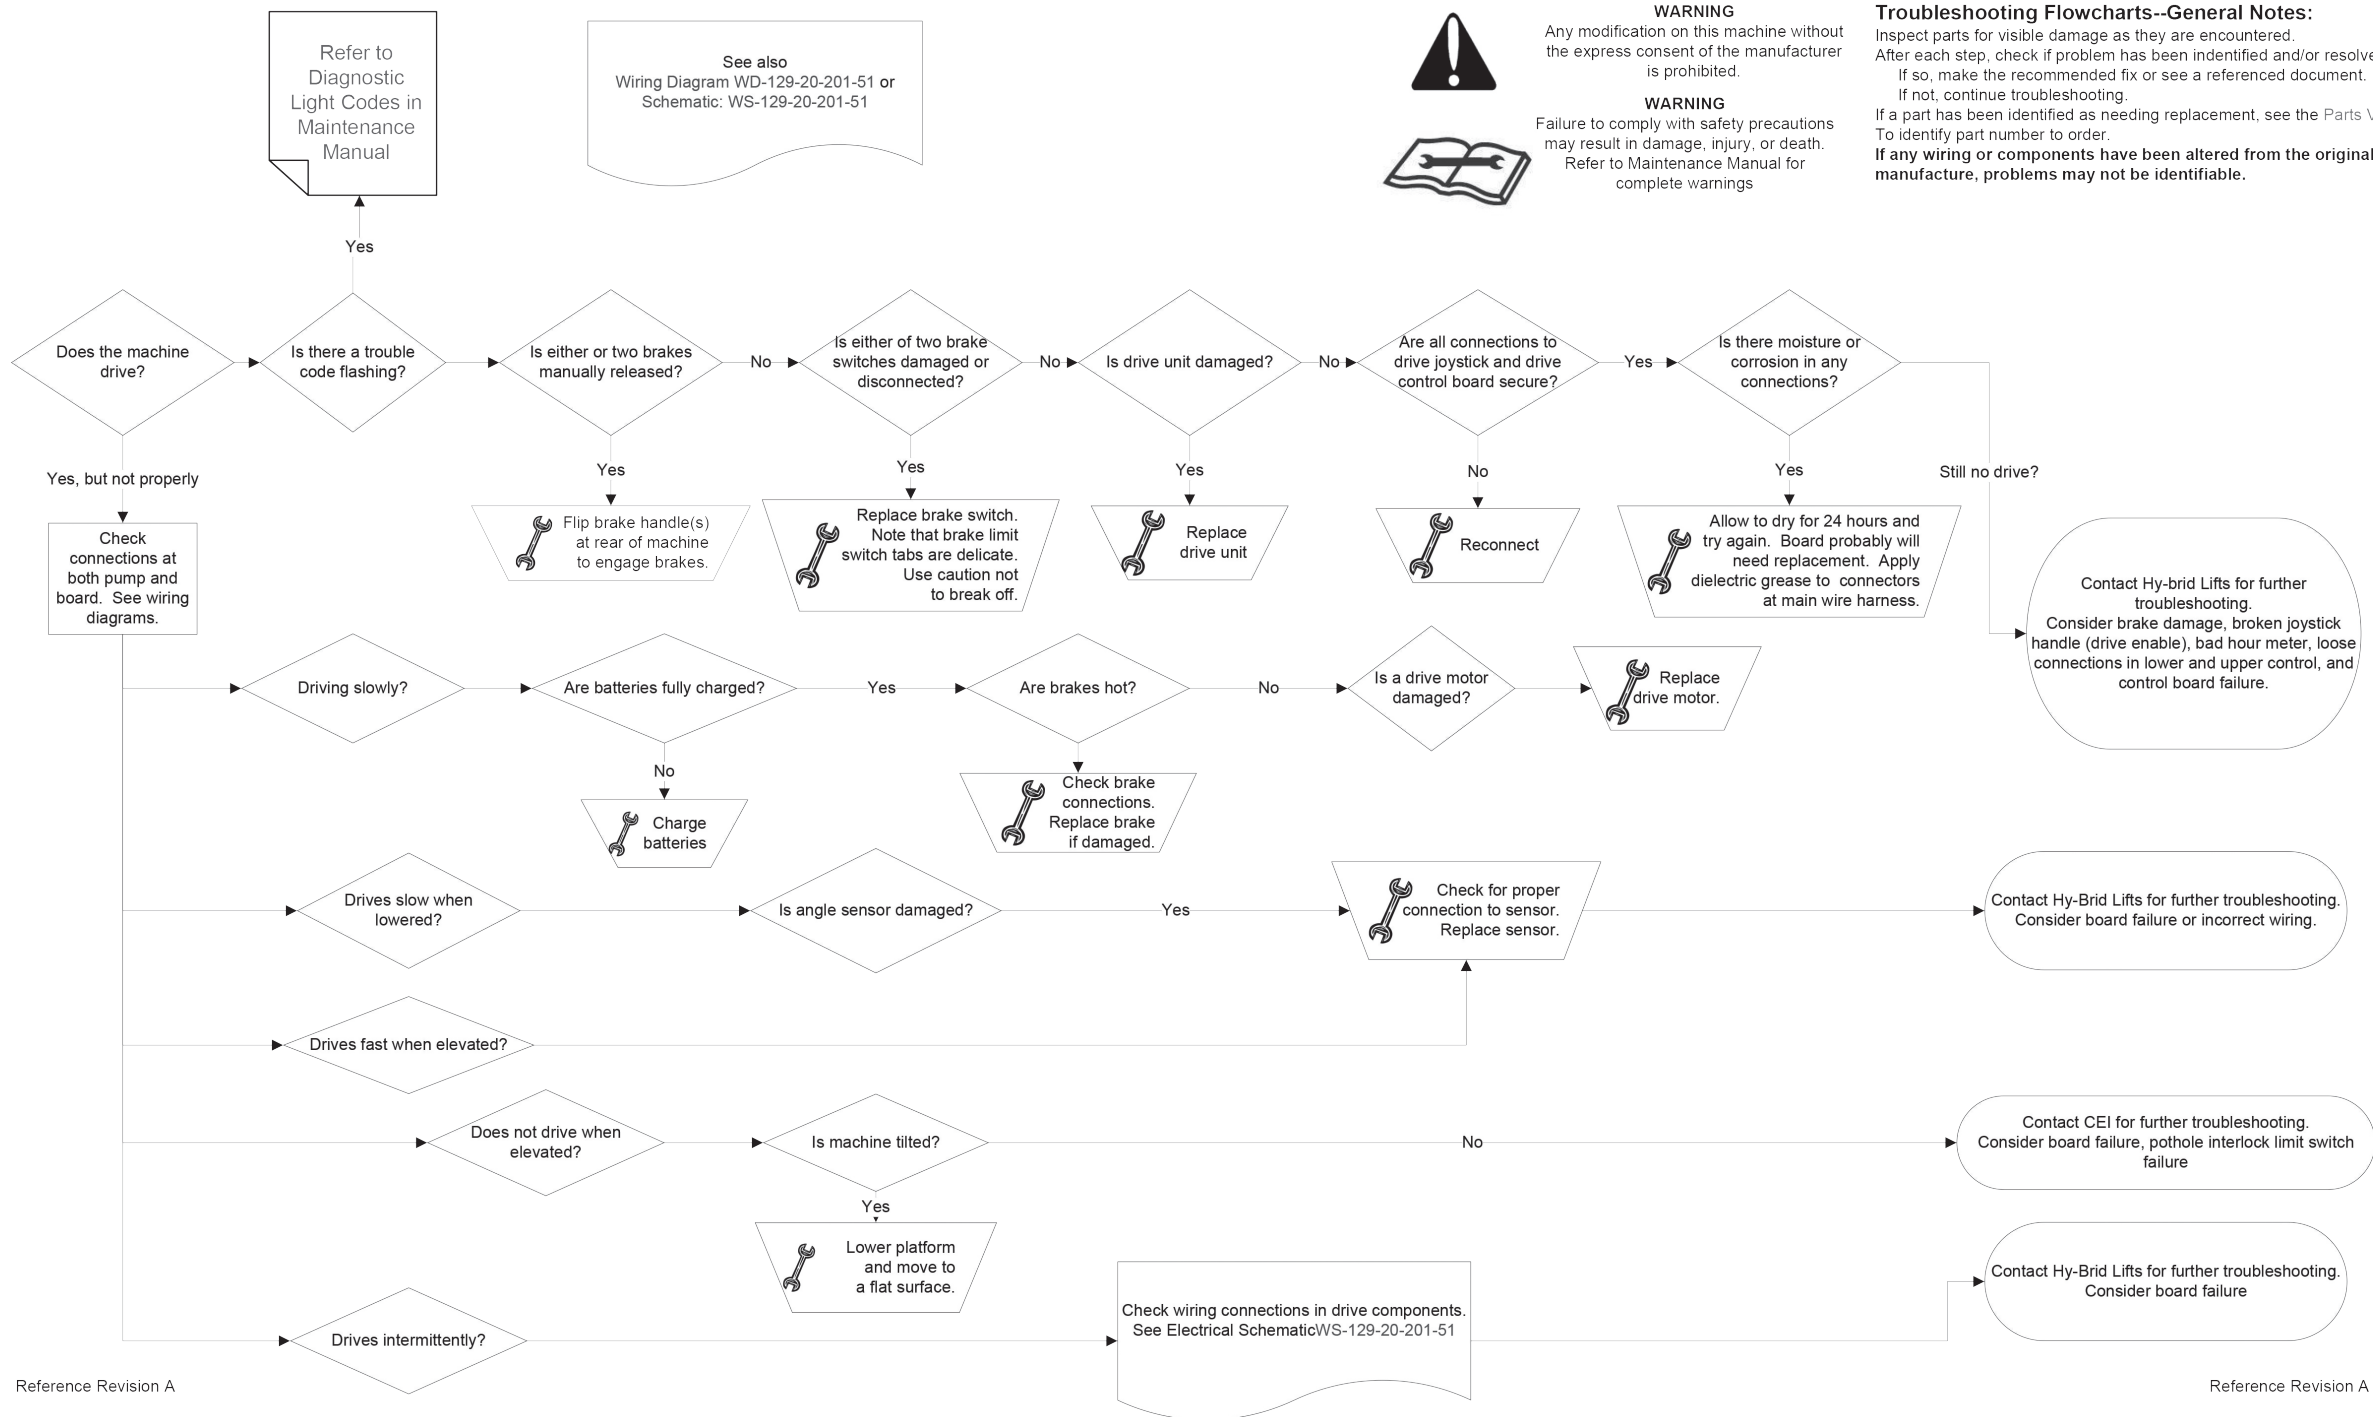 Refer to
Diagnostic
Light Codes in
Maintenance
Manual
See also
Wiring Diagram WD-129-20-201-51 or
Schematic: WS-129-20-201-51
WARNING
Any modification on this machine without
the express consent of the manufacturer
is prohibited.
WARNING
Failure to comply with safety precautions
may result in damage, injury, or death.
Refer to Maintenance Manual for
complete warnings
Troubleshooting Flowcharts--General Notes:
Inspect parts for visible damage as they are encountered.
After each step, check if problem has been indentified and/or resolve
If so, make the recommended fix or see a referenced document.
If not, continue troubleshooting.
If a part has been identified as needing replacement, see the Parts
To identify part number to order.
If any wiring or components have been altered from the original
manufacture, problems may not be identifiable.
Yes
Does the machine
drive?
Is there a trouble
code flashing?
Is either or two brakes
manually released?
No
Is either of two brake
switches damaged or
disconnected?
No
Is drive unit damaged?
No
Are all connections to
drive joystick and drive
control board secure?
Yes
Is there moisture or
corrosion in any
connections?
Yes, but not properly
Yes
Yes
Yes
No
Yes
Still no drive?
Check
connections at
both pump and
board. See wiring
diagrams.
Flip brake handle(s)
at rear of machine
to engage brakes.
Replace brake switch.
Note that brake limit
switch tabs are delicate.
Use caution not
to break off.
Replace
drive unit
Reconnect
Allow to dry for 24 hours and
try again. Board probably will
need replacement. Apply
dielectric grease to connectors
at main wire harness.
Contact Hy-brid Lifts for further
troubleshooting.
Consider brake damage, broken joystick
handle (drive enable), bad hour meter, loose
connections in lower and upper control, and
control board failure.
Driving slowly?
Are batteries fully charged?
Yes
Are brakes hot?
No
Is a drive motor
damaged?
Replace
drive motor.
No
Charge
batteries
Check brake
connections.
Replace brake
if damaged.
Drives slow when
lowered?
Is angle sensor damaged?
Yes
Check for proper
connection to sensor.
Replace sensor.
Contact Hy-Brid Lifts for further troubleshooting.
Consider board failure or incorrect wiring.
Drives fast when elevated?
Does not drive when
elevated?
Is machine tilted?
No
Contact CEI for further troubleshooting.
Consider board failure, pothole interlock limit switch
failure
Yes
Lower platform
and move to
a flat surface.
Drives intermittently?
Check wiring connections in drive components.
See Electrical SchematicWS-129-20-201-51
Contact Hy-Brid Lifts for further troubleshooting.
Consider board failure
Reference Revision A
Reference Revision A